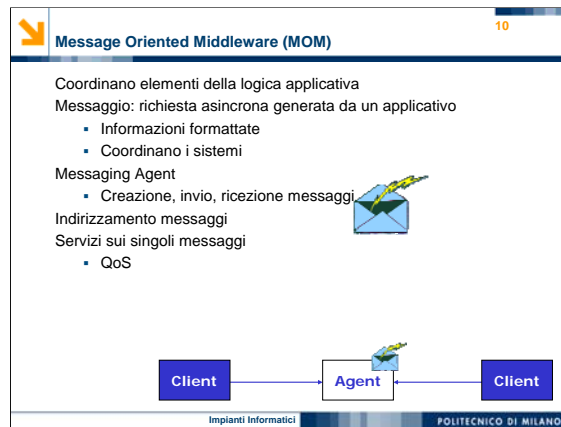 10
Message Oriented Middleware (MOM)
Coordinano elementi della logica applicativa
Messaggio: richiesta asincrona generata da un applicativo
▪ Informazioni formattate
▪ Coordinano i sistemi
Messaging Agent
▪ Creazione, invio, ricezione messaggi
Indirizzamento messaggi
Servizi sui singoli messaggi
▪ QoS
Client Agent Client
Impianti Informatici POLITECNICO DI MILANO